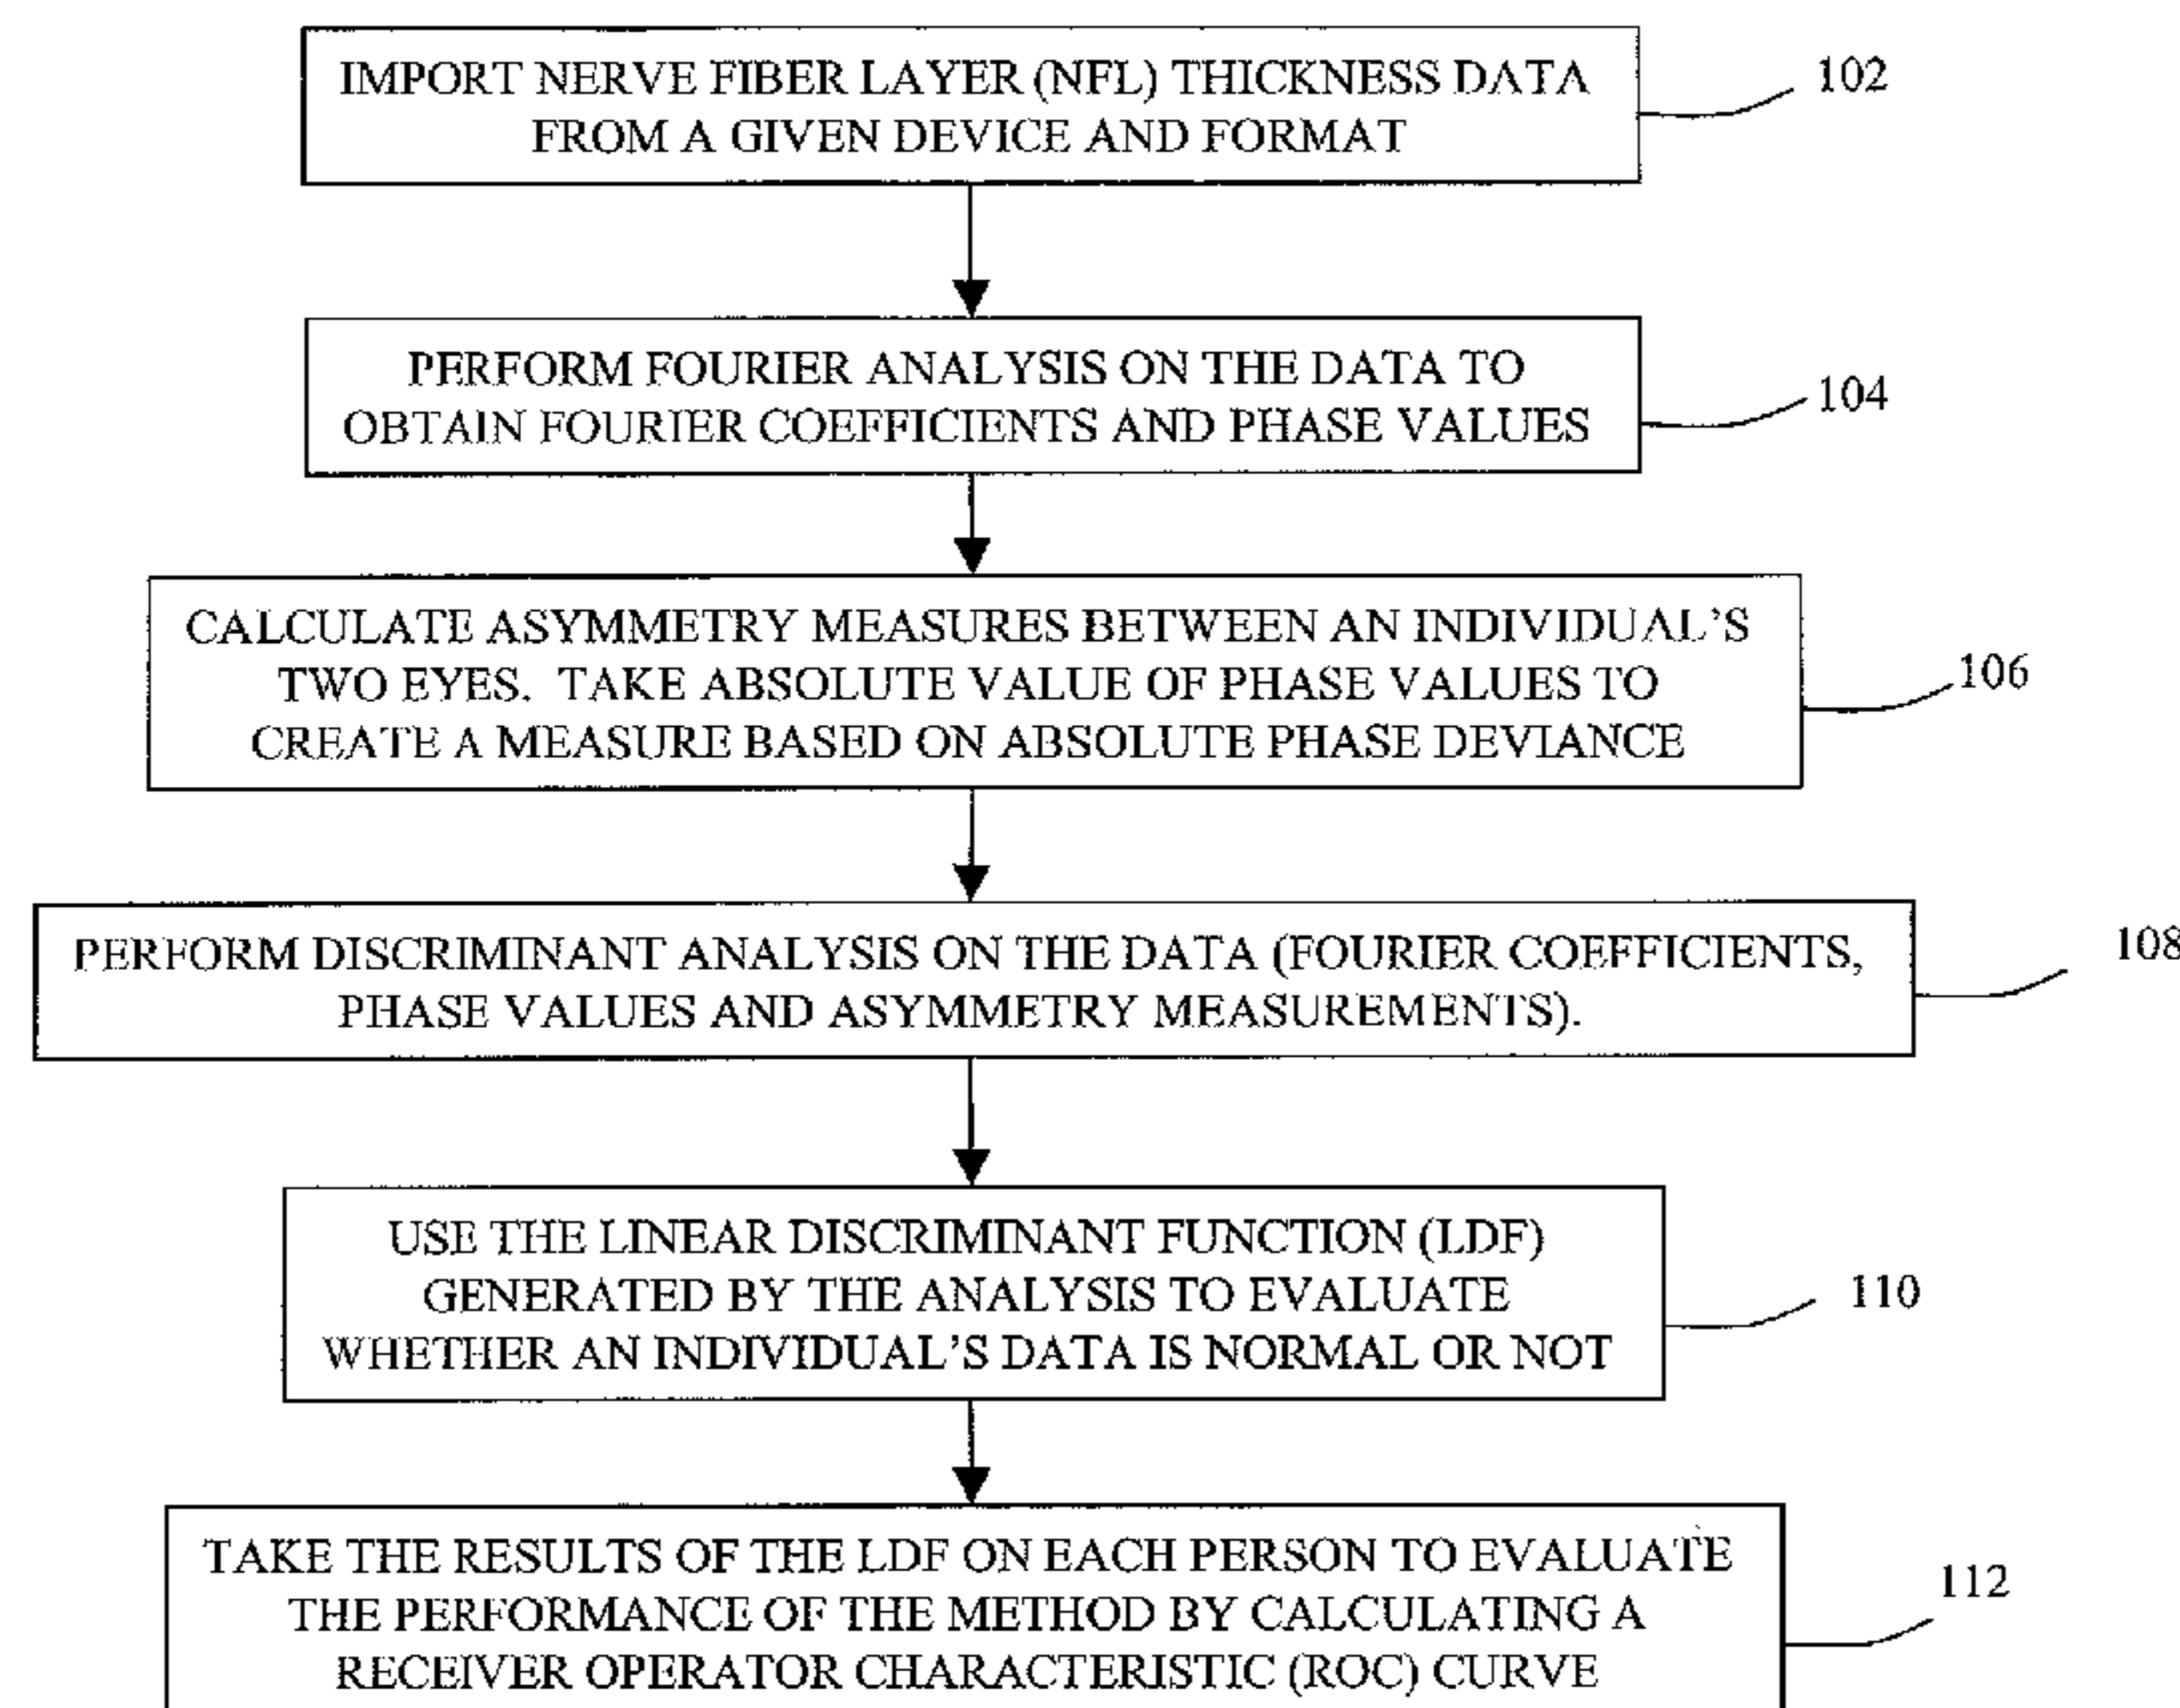 IMPORT NERVE FIBER LAYER (NFL) THICKNESS DATA
FROM A GIVEN DEVICE AND FORMAT
102
PERFORM FOURIER ANALYSIS ON THE DATA TO
OBTAIN FOURIER COEFFICIENTS AND PHASE VALUES
104
CALCULATE ASYMMETRY MEASURES BETWEEN AN INDIVIDUAL'S
TWO EYES. TAKE ABSOLUTE VALUE OF PHASE VALUES TO
CREATE A MEASURE BASED ON ABSOLUTE PHASE DEVIANCE
106
PERFORM DISCRIMINANT ANALYSIS ON THE DATA (FOURIER COEFFICIENTS,
PHASE VALUES AND ASYMMETRY MEASUREMENTS).
108
USE THE LINEAR DISCRIMINANT FUNCTION (LDF)
GENERATED BY THE ANALYSIS TO EVALUATE
WHETHER AN INDIVIDUAL'S DATA IS NORMAL OR NOT
110
TAKE THE RESULTS OF THE LDF ON EACH PERSON TO EVALUATE
THE PERFORMANCE OF THE METHOD BY CALCULATING A
RECEIVER OPERATOR CHARACTERISTIC (ROC) CURVE
112